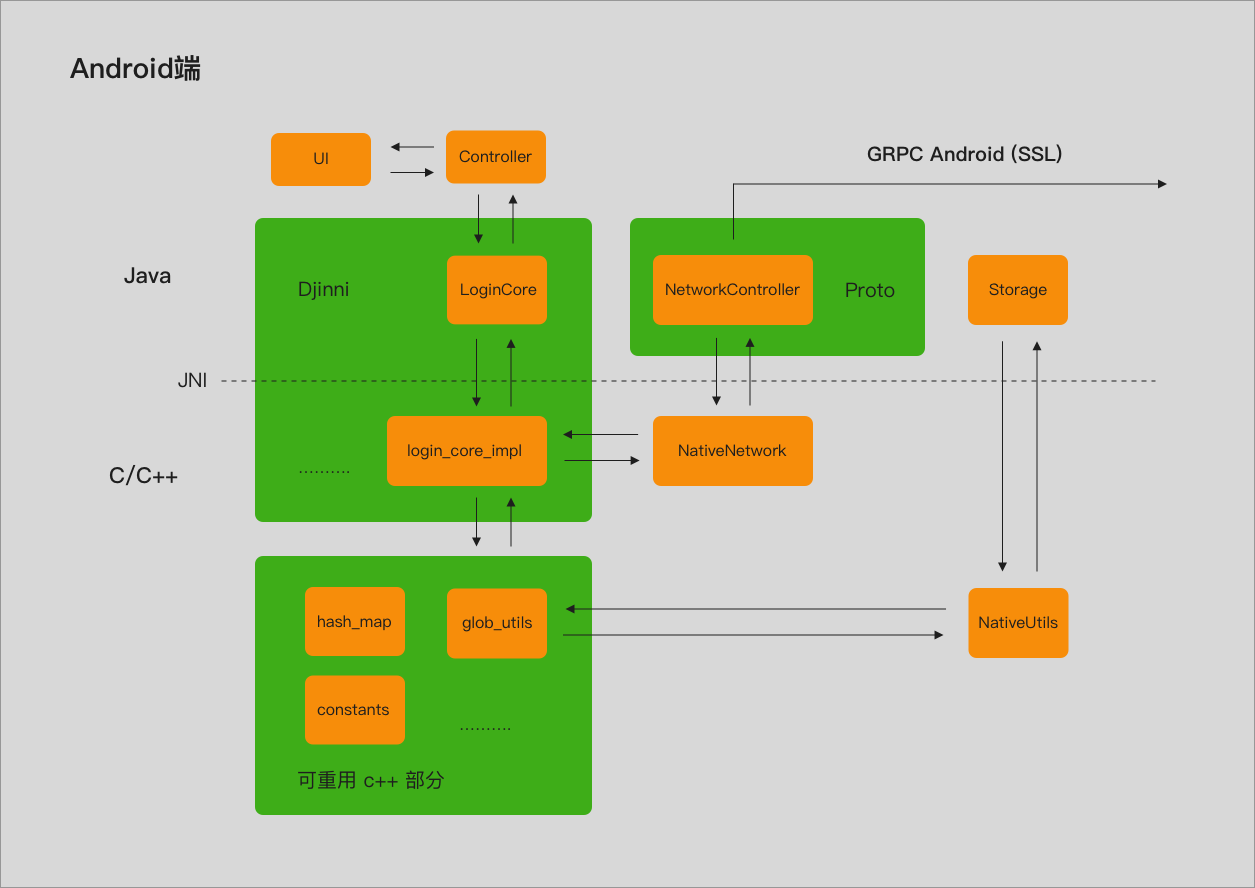 Android端
UI
Controller
GRPC Android (SSL)
Java
Djinni
LoginCore
NetworkController
Proto
Storage
JNI
login_core_impl
NativeNetwork
..........
C/C++
hash_map
glob_utils
NativeUtils
constants
..........
可重用 c++ 部分